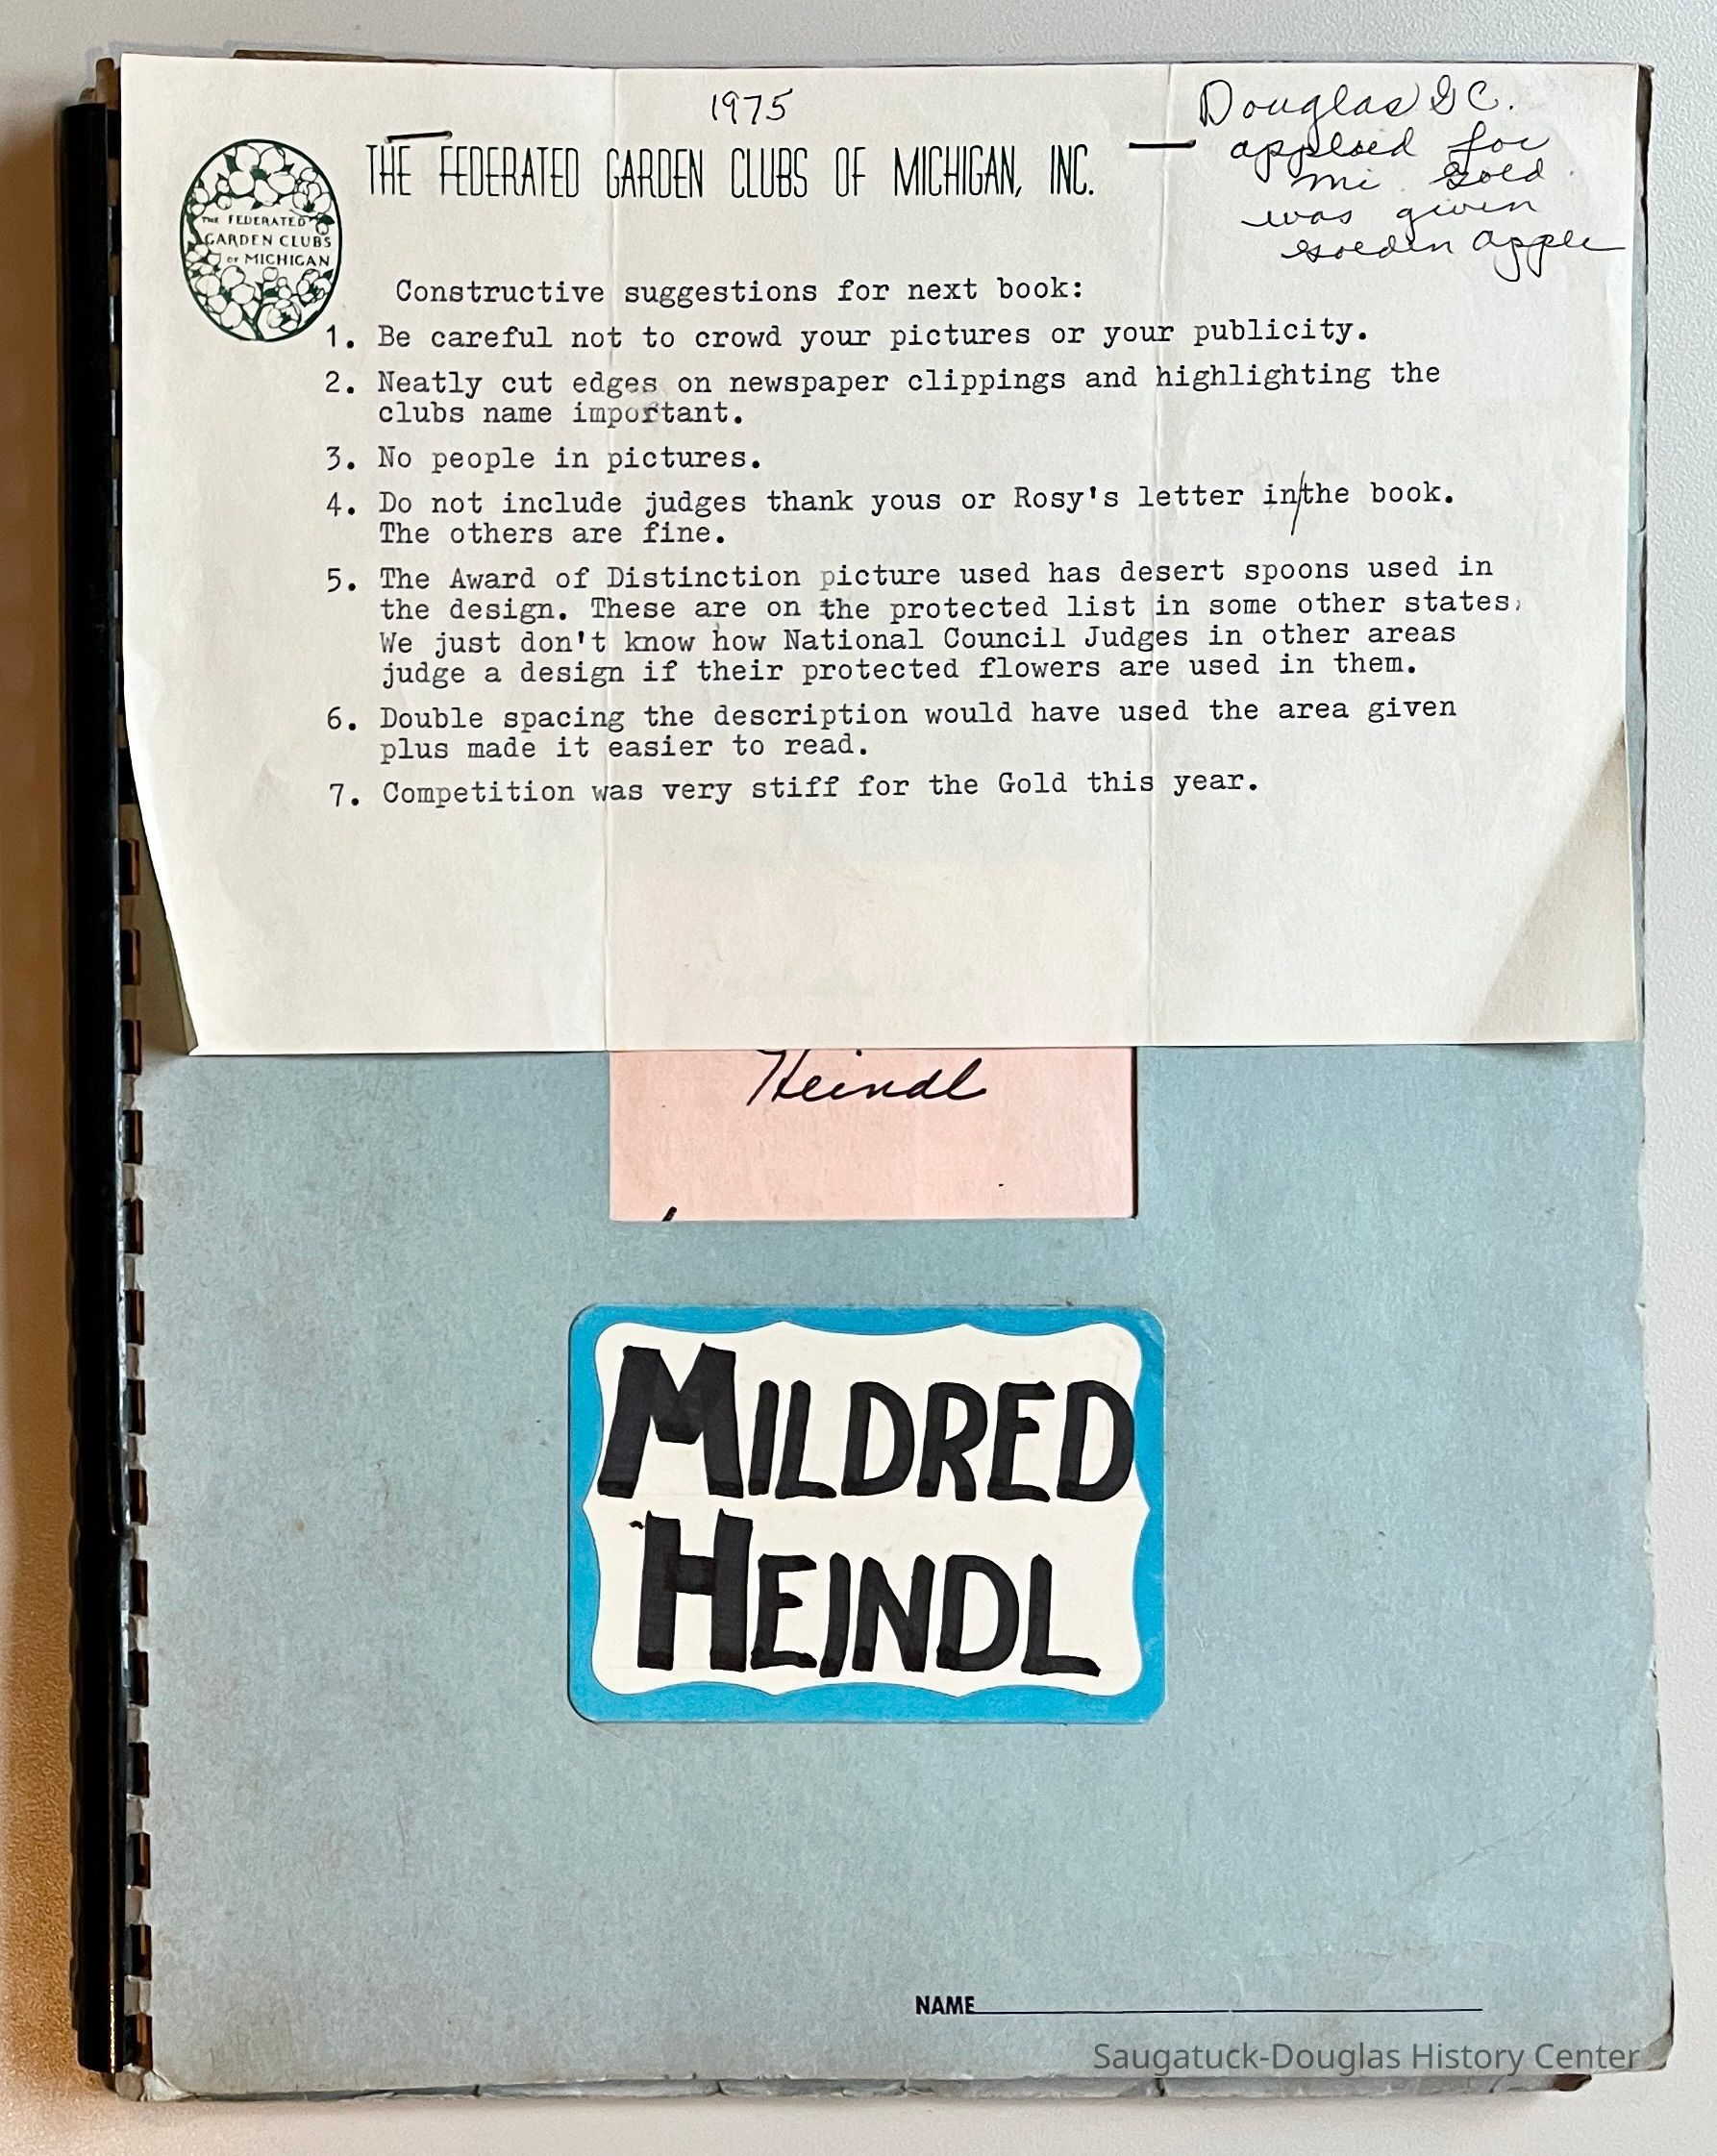 1975
Douglas GC.
applied for
mi gold
was given
Golden Apple
THE FEDERATED GARDEN CLUBS OF MICHIGAN, INC.
THE FEDERATED
GARDEN CLUBS
OF MICHIGAN
Constructive suggestions for next book:
1. Be careful not to crowd your pictures or your publicity.
2. Neatly cut edges on newspaper clippings and highlighting the
clubs name important.
3. No people in pictures.
4. Do not include judges thank yous or Rosy's letter in/the book.
The others are fine.
5. The Award of Distinction picture used has desert spoons used in
the design. These are on the protected list in some other states.
We just don't know how National Council Judges in other areas
judge a design if their protected flowers are used in them.
6. Double spacing the description would have used the area given
plus made it easier to read.
7. Competition was very stiff for the Gold this year.
Heindl
MILDRED
HEINDL
NAME
Saugatuck-Douglas History Center